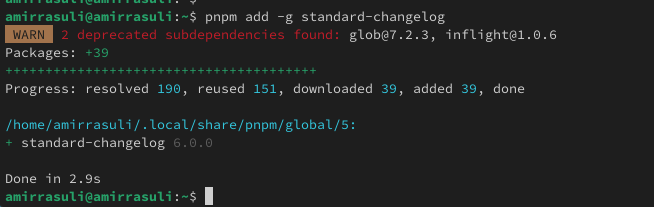 amirrasuli@amirrasuli:~$
amirrasuli@amirrasuli:~$ pnpm add -g standard-changelog
WARN 2 deprecated subdependencies found: glob@7.2.3, inflight@1.0.6
Packages: +39
+++++++++++++++++++++++++++++++++++++++
Progress: resolved 190, reused 151, downloaded 39, added 39, done
/home/amirrasuli/.local/share/pnpm/global/5:
+ standard-changelog 6.0.0
Done in 2.9s
amirrasuli@amirrasuli:~$